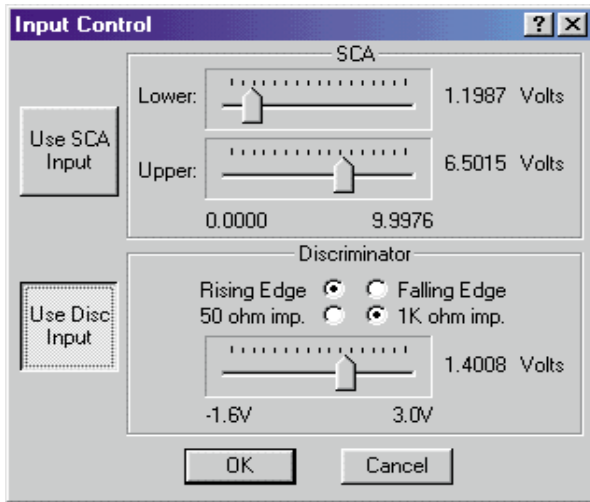 Input Control
SCA
Lower: 1.1987 Volts
Use SCA Input
Upper: 6.5015 Volts
0.0000 9.9976
Discriminator
Rising Edge Falling Edge
50 ohm imp. 1K ohm imp.
Use Disc Input
1.4008 Volts
-1.6V 3.0V
OK Cancel